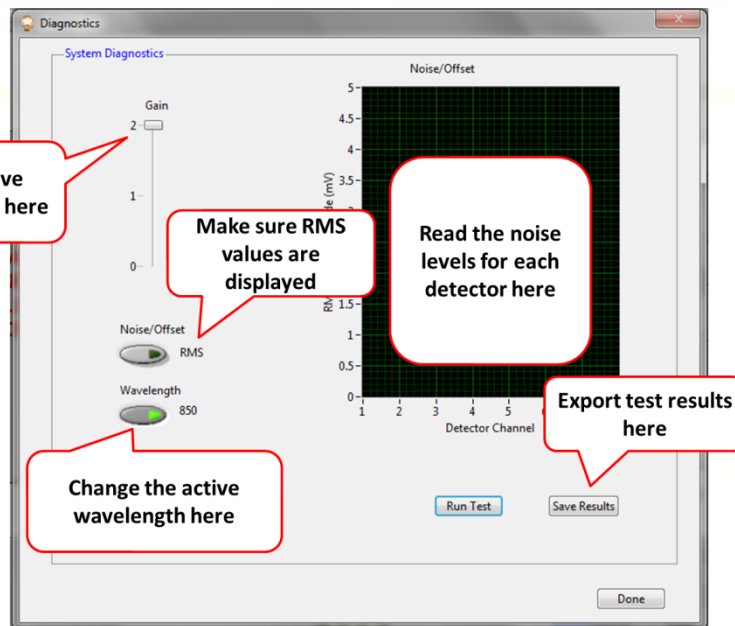 Diagnostics
System Diagnostics
Noise/Offset
Gain
2
1
0
here
Make sure RMS
values are
displayed
Noise/Offset
RMS
Wavelength
850
Change the active
wavelength here
5
4.5
4
3.5
1.5
1
0.5
0
(mV)
Read the noise
levels for each
detector here
1 2 3 4 5
Detector Channel
Export test results
here
Run Test
Save Results
Done